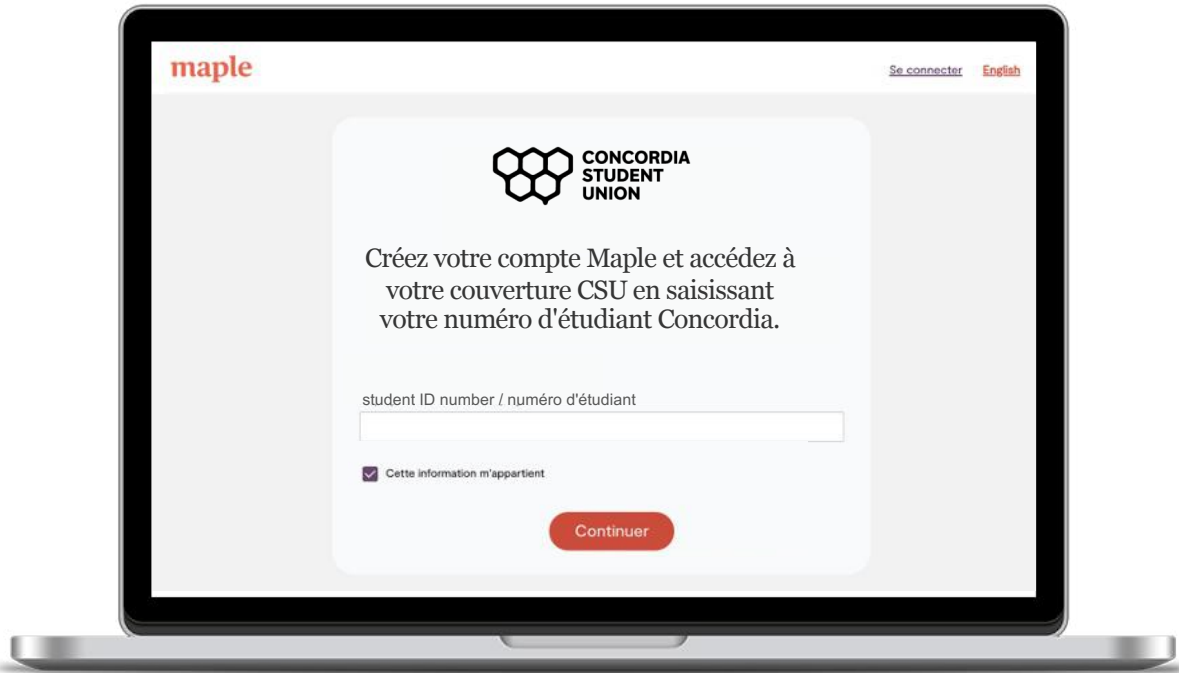 maple
Se connecter English
CONCORDIA
STUDENT
UNION
Créez votre compte Maple et accédez à
votre couverture CSU en saisissant
votre numéro d'étudiant Concordia.
student ID number / numéro d'étudiant
Cette information m'appartient
Continuer